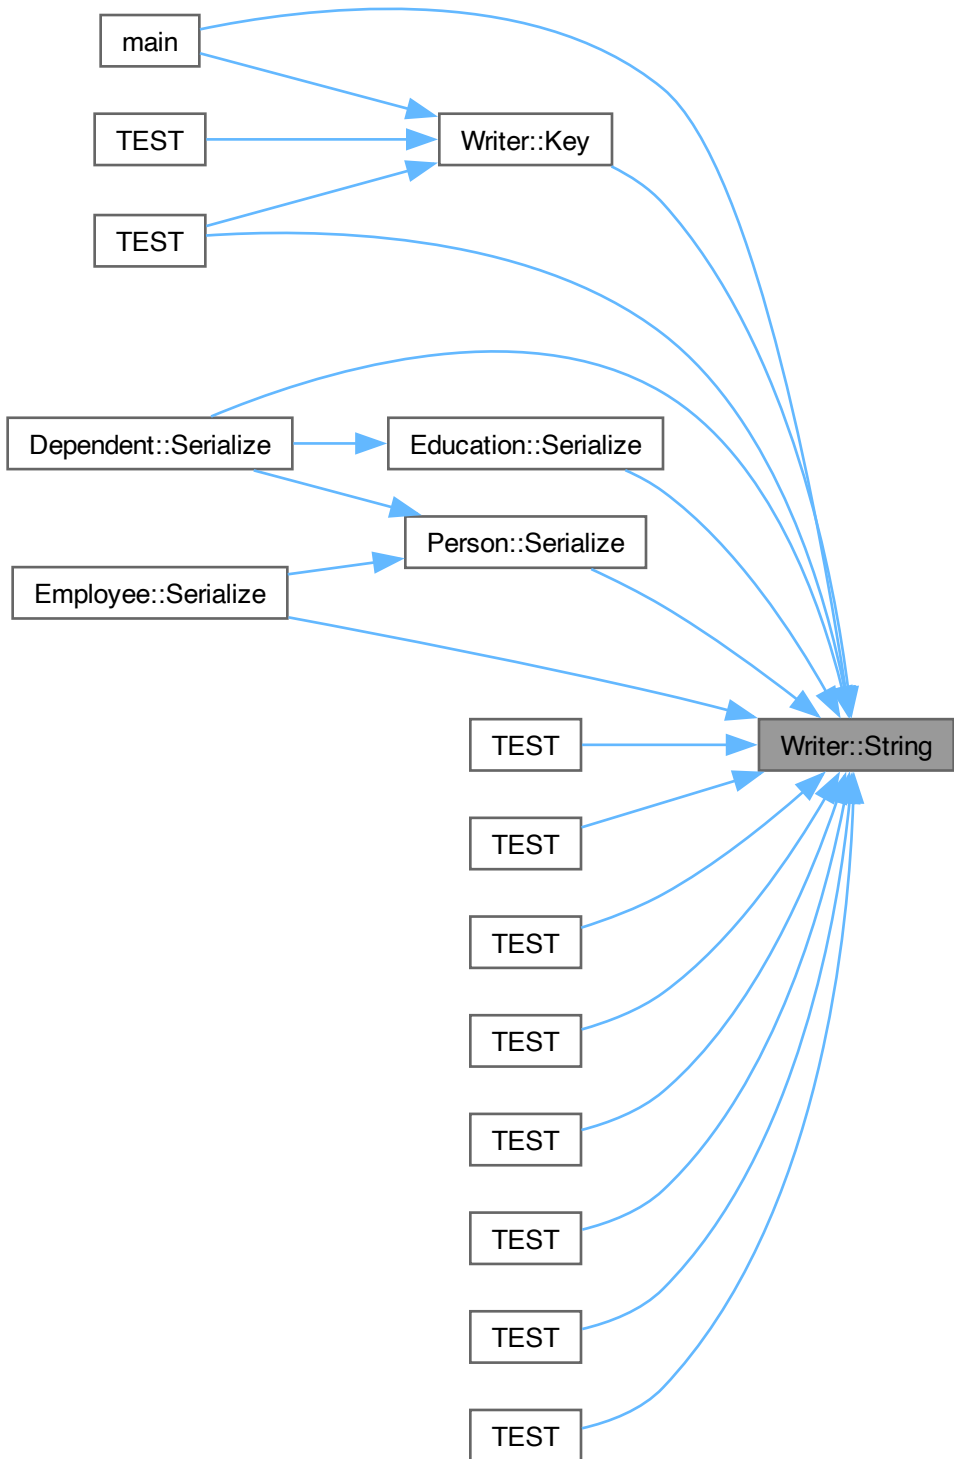 main
TEST
Writer::Key
TEST
Dependent::Serialize
Education::Serialize
Person::Serialize
Employee::Serialize
TEST
Writer::String
TEST
TEST
TEST
TEST
TEST
TEST
TEST